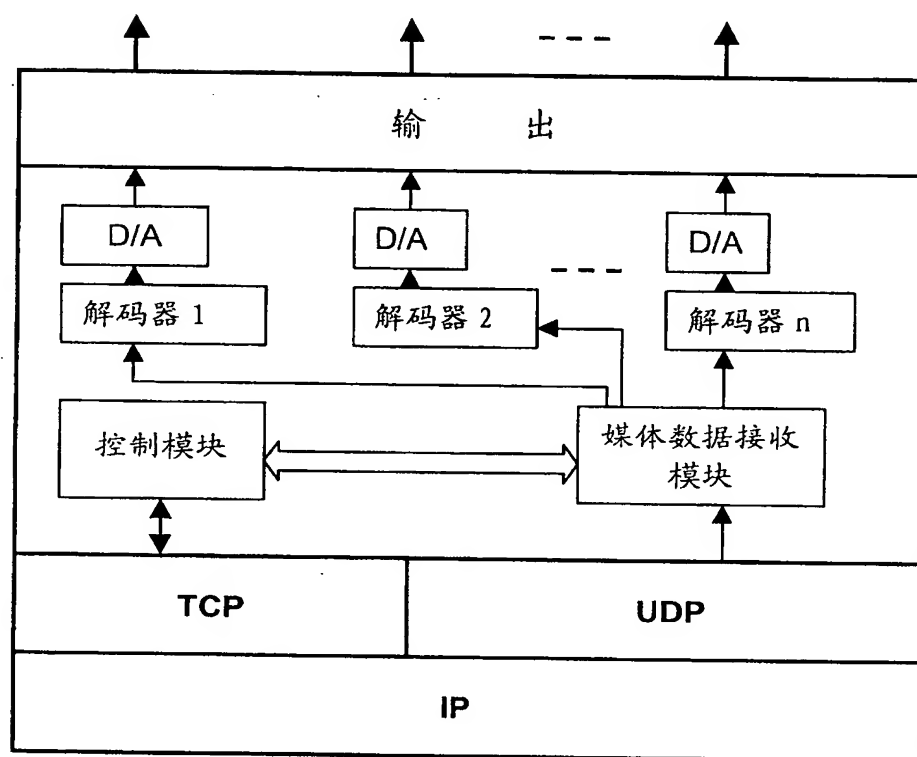 输 出
D/A D/A D/A
解码器 1 解码器 2 解码器 n
控制模块
媒体数据接收
模块
TCP UDP
IP